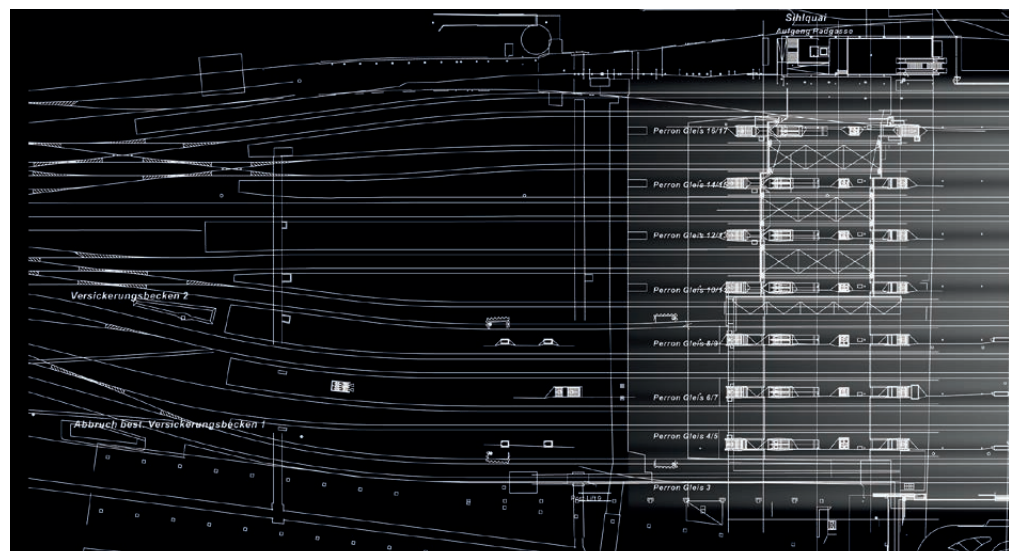 Sihlquai
Aufgang Radgasse
Perron Gleis 16/17
Perron Gleis 14/15
Perron Gleis 12/13
Perron Gleis 10/11
Versickerungsbecken 2
Perron Gleis 8/9
Perron Gleis 6/7
Abbruch best. Versickerungsbecken 1
Perron Gleis 4/5
Perron Gleis 3